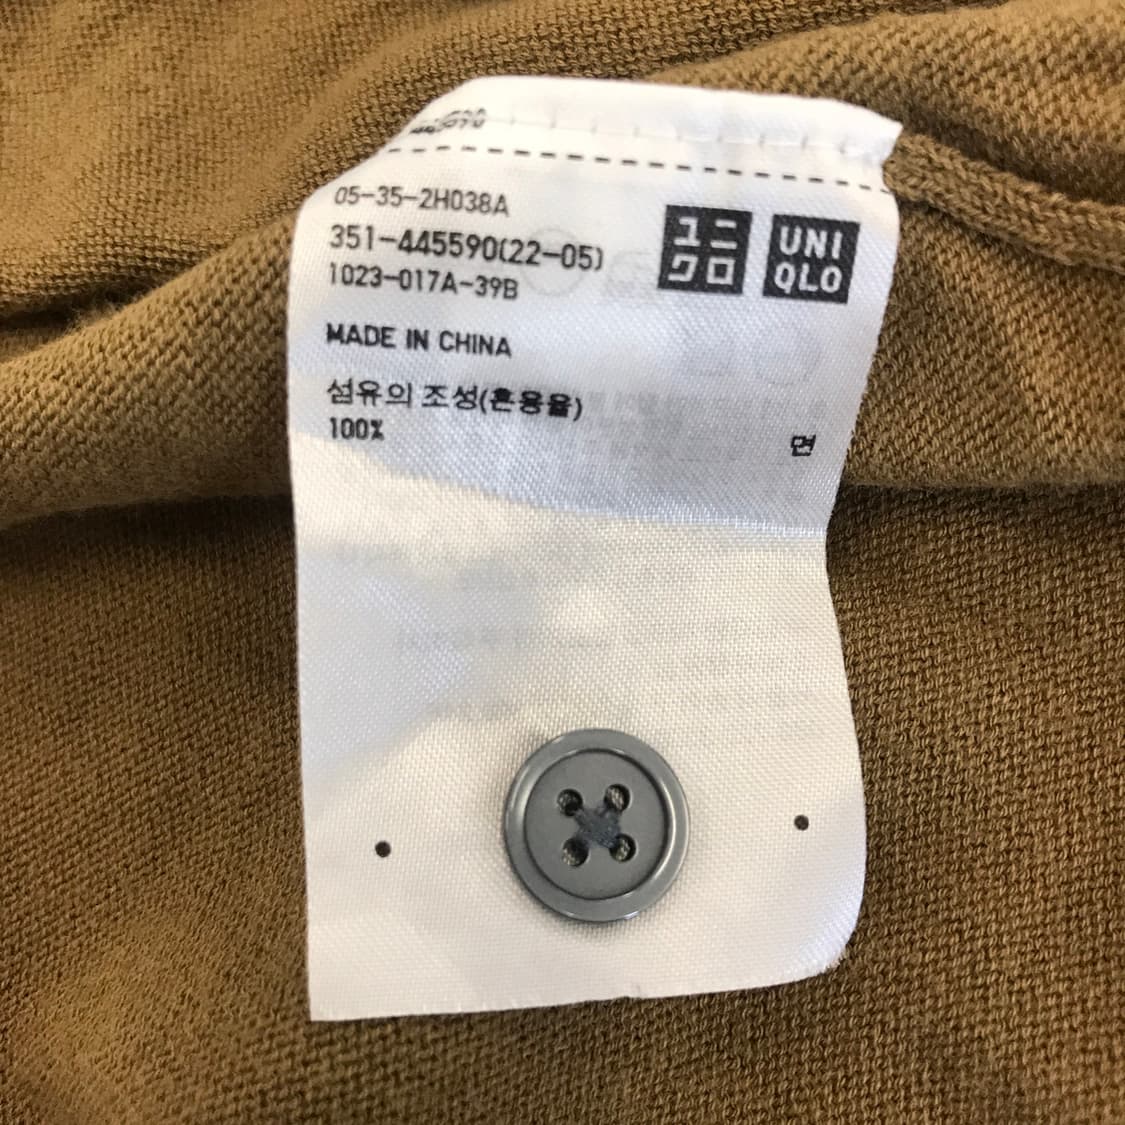 05-35-2H038A
351-445590(22-05)
1023-017A-39B
ユニ
クロ
UNI
QLO
MADE IN CHINA
섬유의 조성(혼용율)
100% 면